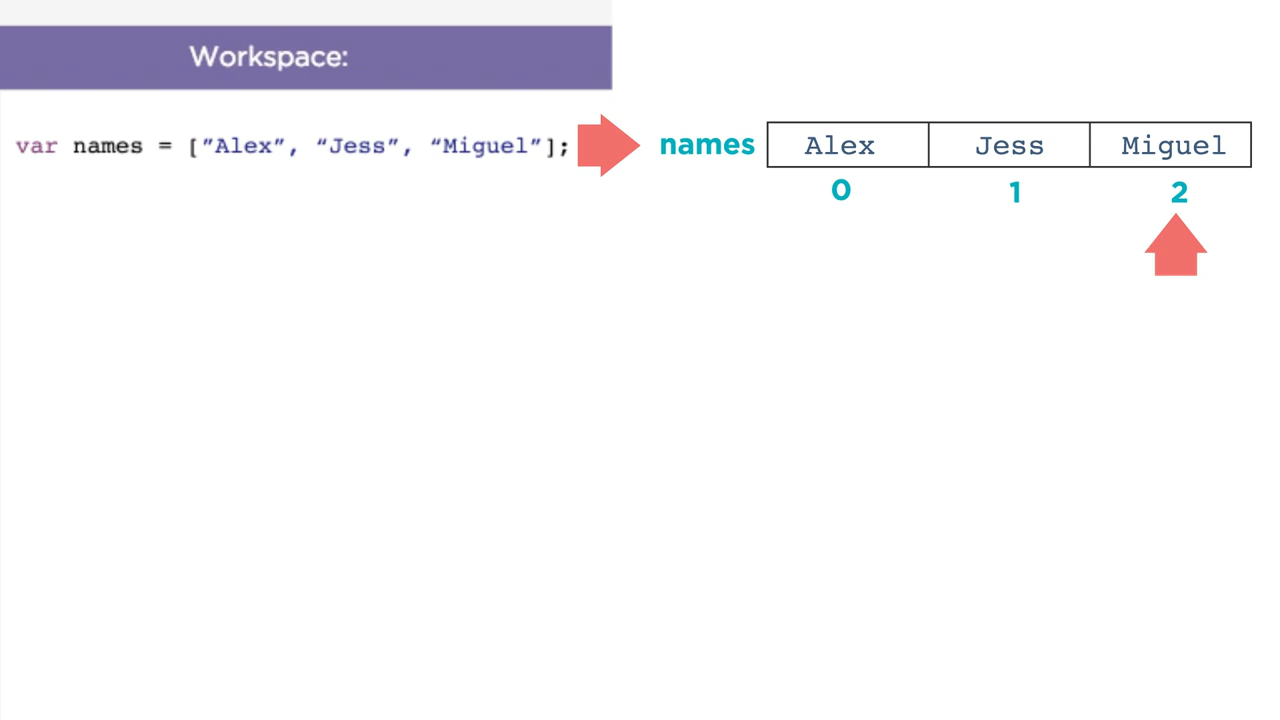 Workspace:
var names = [”Alex”, “Jess”, “Miguel”];
names Alex Jess Miguel
0 1 2